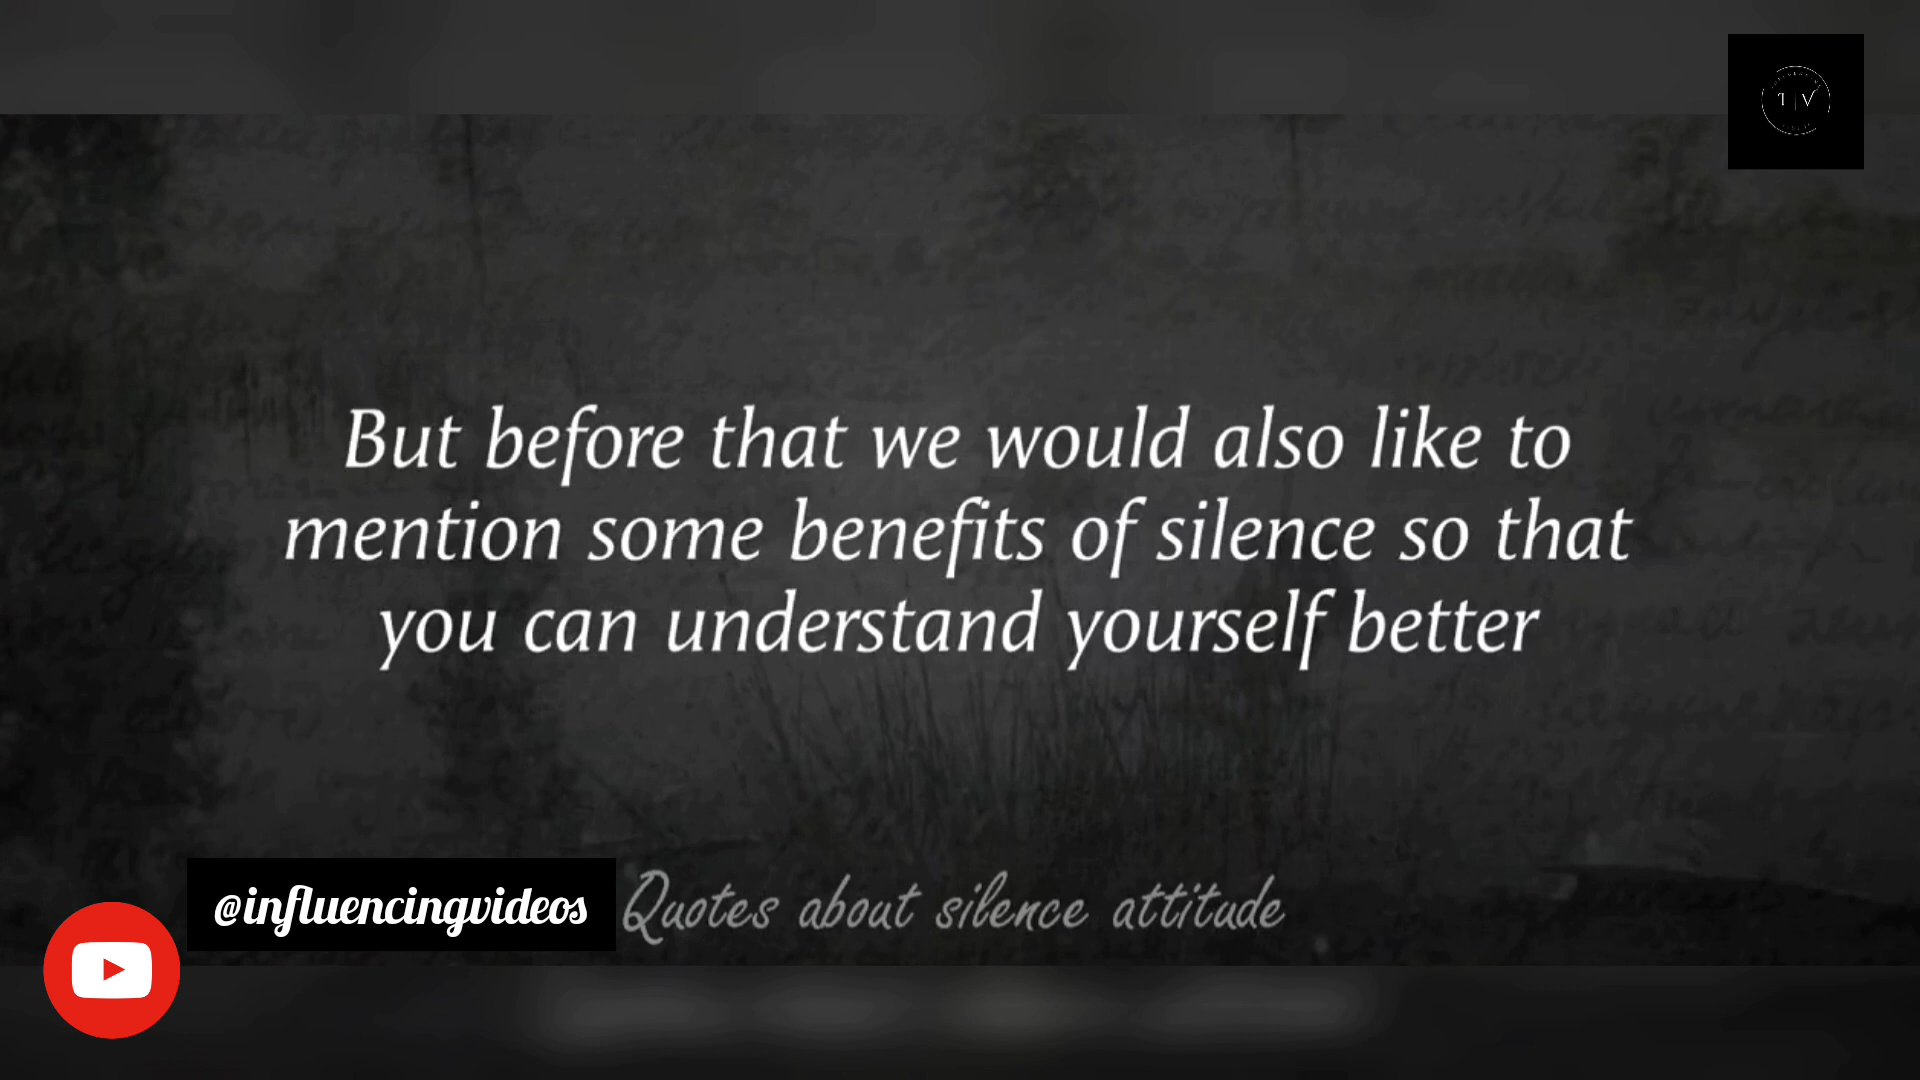 But before that we would also like to
mention some benefits of silence so that
you can understand yourself better
@influencingvideos
Quotes about silence attitude